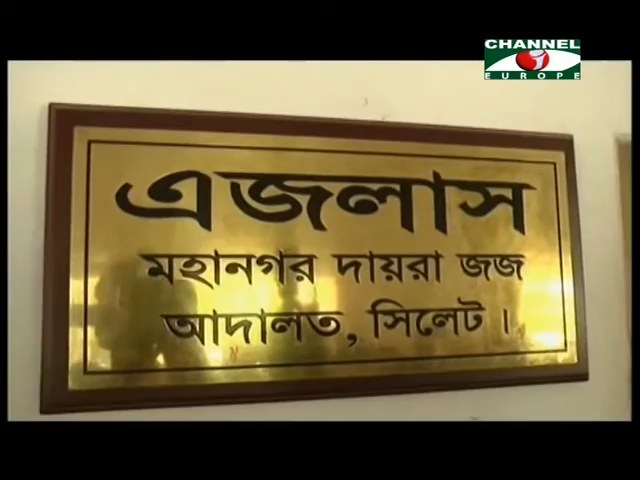 CHANNEL
i
EUROPE
এজলাস
মহানগর দায়রা জজ
আদালত, সিলেট ।